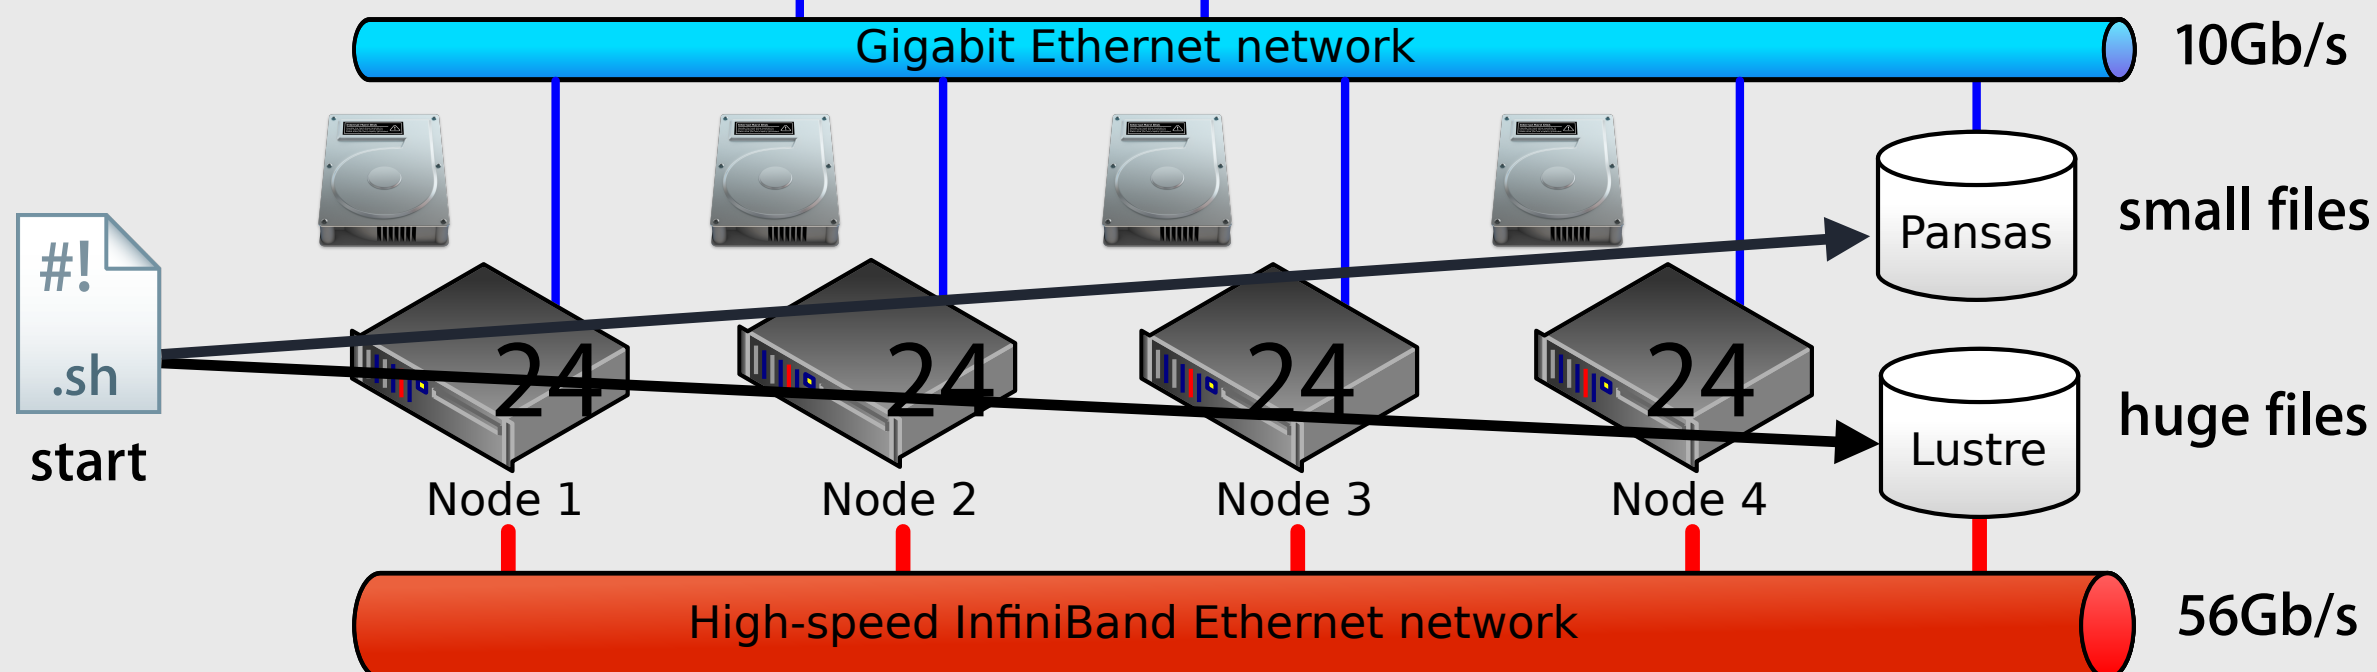 Gigabit Ethernet network
10Gb/s
Pansas
small files
#!
.sh
start
24
24
24
24
Lustre
huge files
Node 1
Node 2
Node 3
Node 4
High-speed InfiniBand Ethernet network
56Gb/s